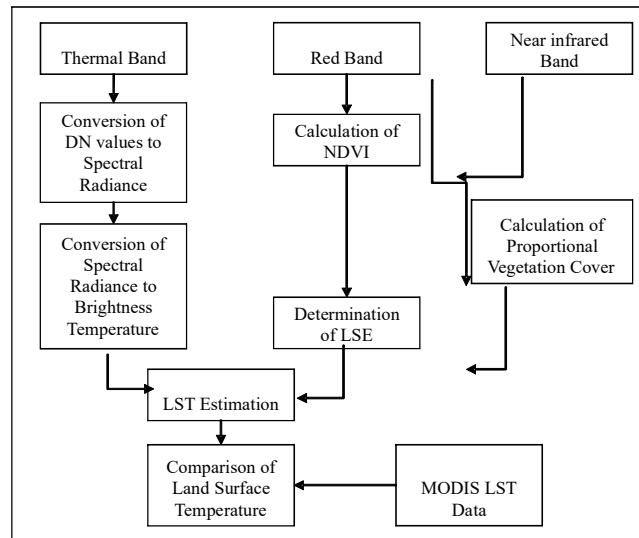 Thermal Band
Red Band
Near infrared
Band
Conversion of
DN values to
Spectral
Radiance
Calculation of
NDVI
Conversion of
Spectral
Radiance to
Brightness
Temperature
Calculation of
Proportional
Vegetation Cover
Determination
of LSE
LST Estimation
Comparison of
Land Surface
Temperature
MODIS LST
Data